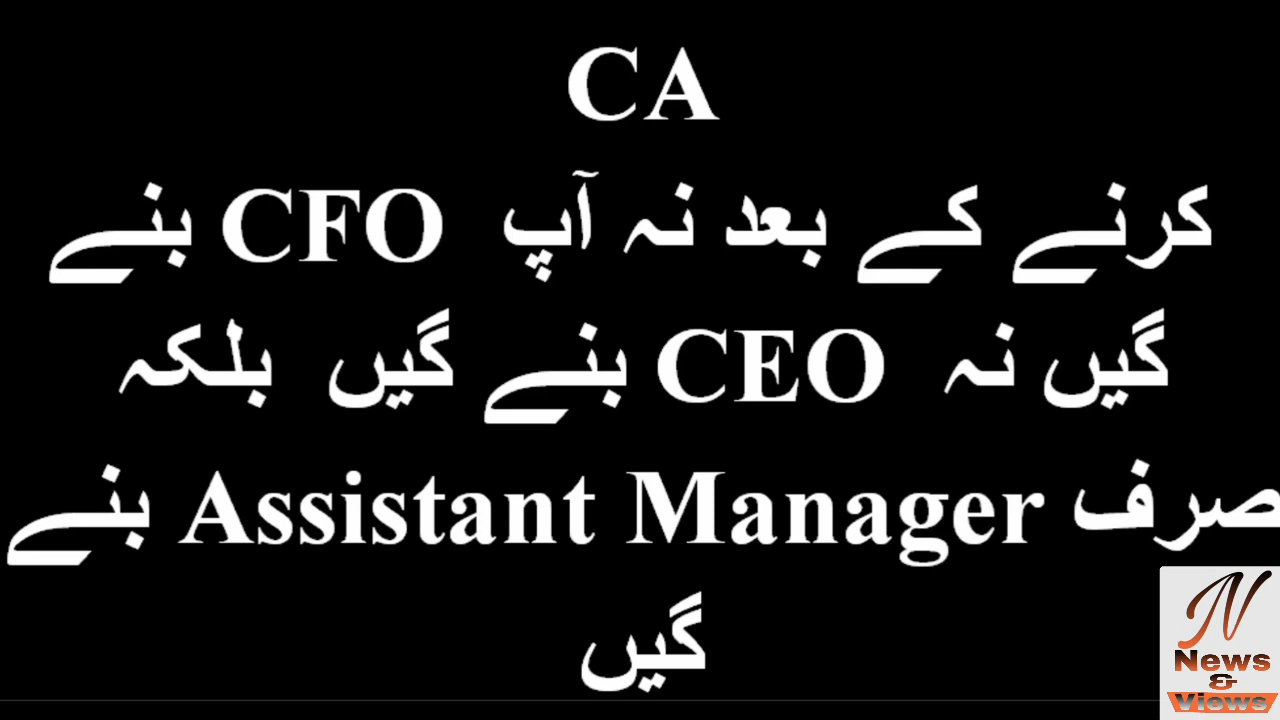 CA
کرنے کے بعد نہ آپ CFO بنے
گیں نہ CEO بنے گیں بلکہ
صرف Assistant Manager بنے
گیں
N
News
&
Views